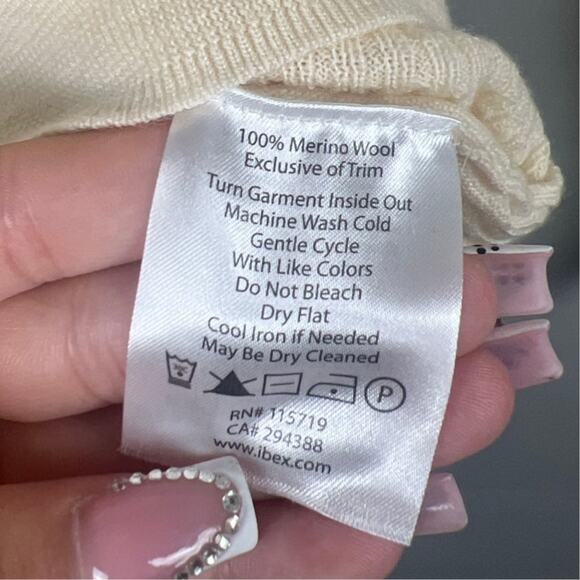 100% Merino Wool
Exclusive of Trim
Turn Garment Inside Out
Machine Wash Cold
Gentle Cycle
With Like Colors
Do Not Bleach
Dry Flat
Cool Iron if Needed
May Be Dry Cleaned
P
RN# 115719
CA# 294388
www.ibex.com